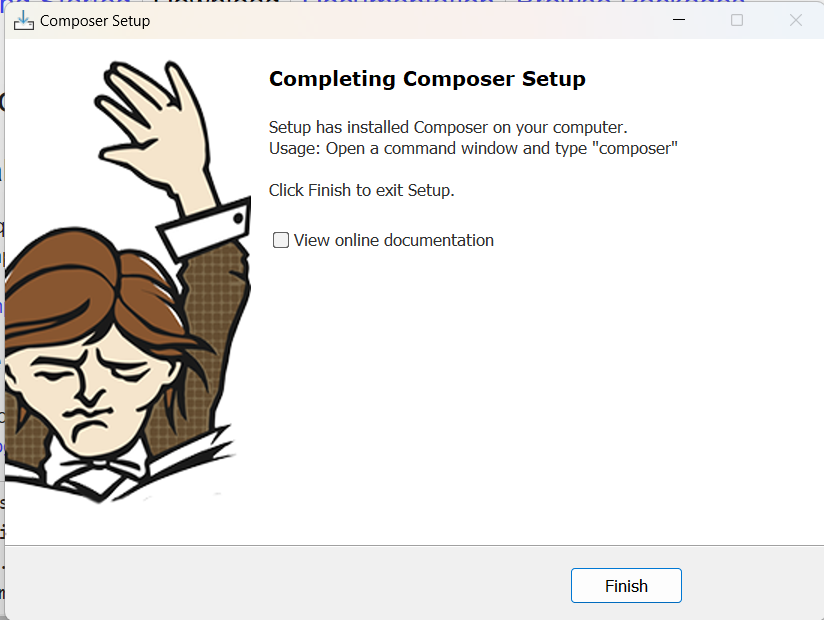 Composer Setup
Completing Composer Setup
Setup has installed Composer on your computer.
Usage: Open a command window and type "composer"
Click Finish to exit Setup.
View online documentation
Finish